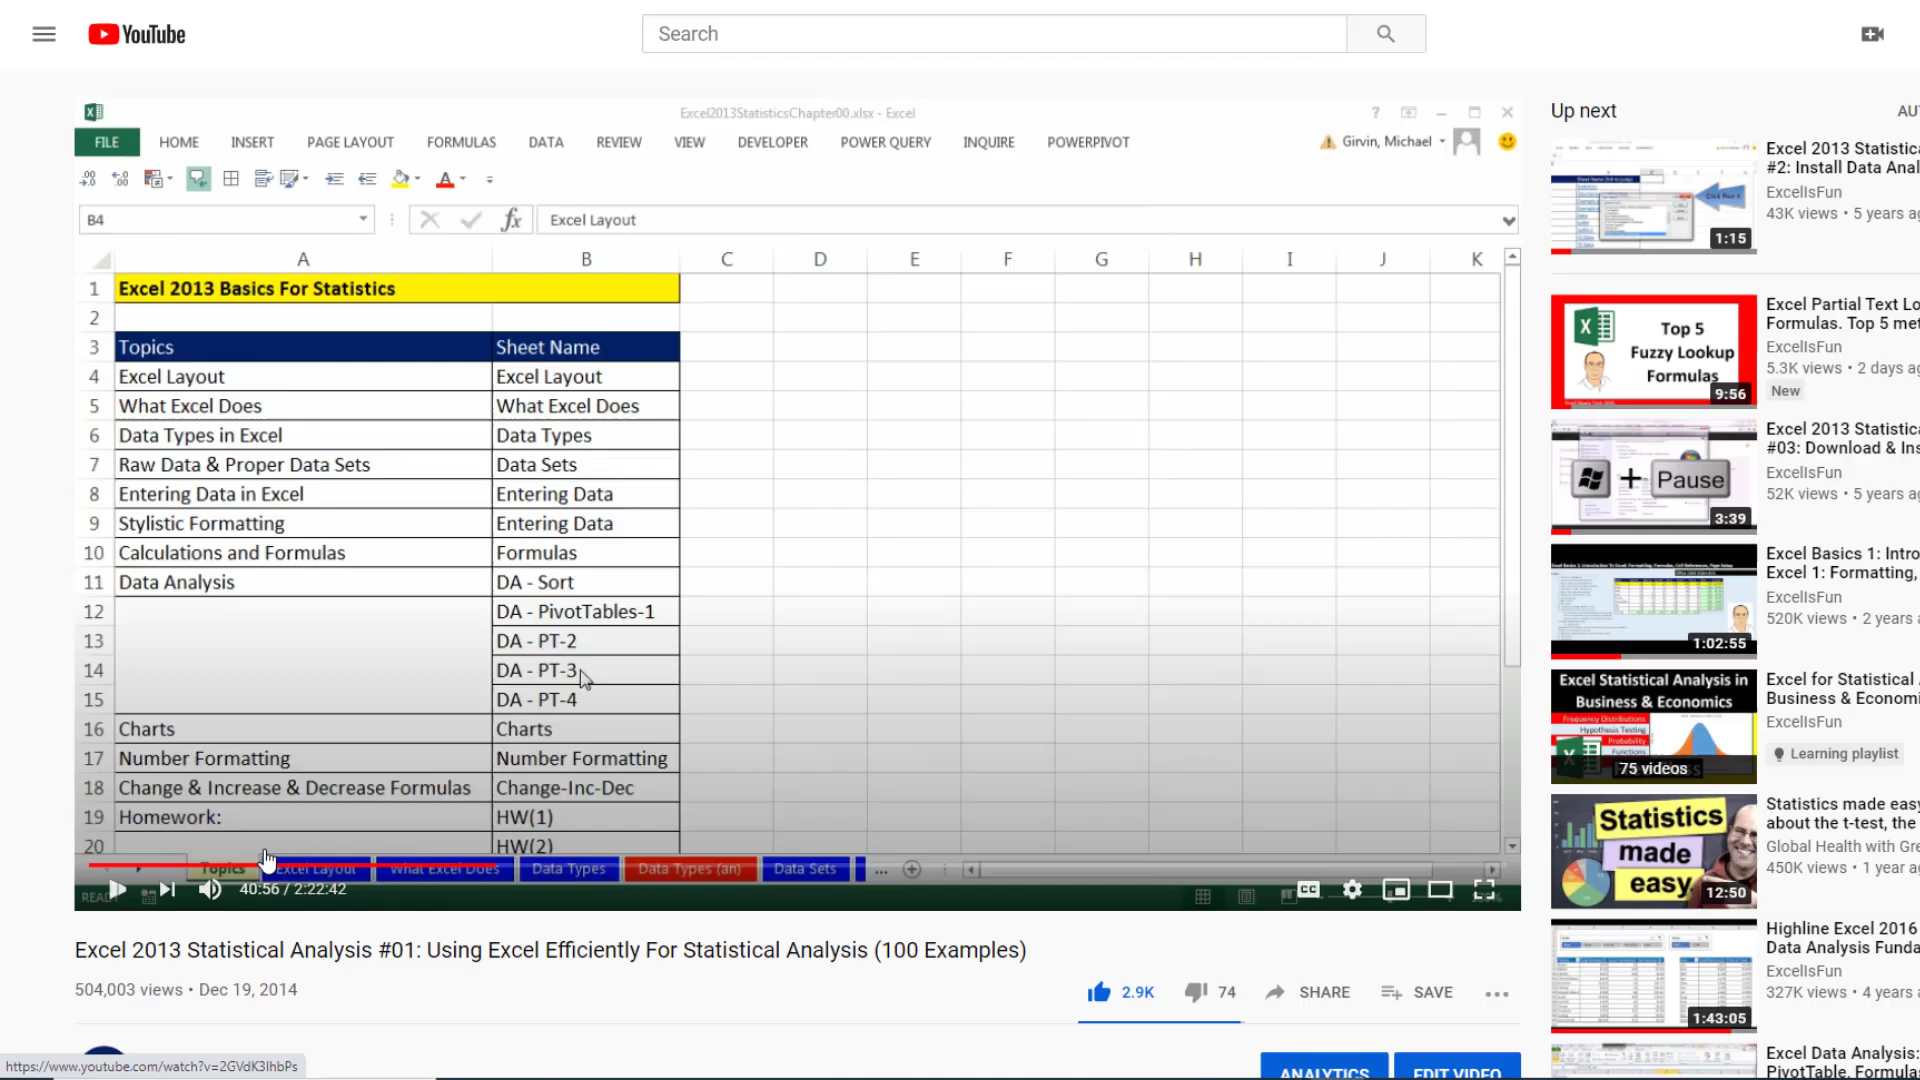 YouTube
Search
Excel2013StatisticsChapter00.xlsx - Excel
FILE HOME INSERT PAGE LAYOUT FORMULAS DATA REVIEW VIEW DEVELOPER POWER QUERY INQUIRE POWERPIVOT Girvin, Michael
B4 fx Excel Layout
A B C D E F G H I J K
1 Excel 2013 Basics For Statistics
2
3 Topics Sheet Name
4 Excel Layout Excel Layout
5 What Excel Does What Excel Does
6 Data Types in Excel Data Types
7 Raw Data & Proper Data Sets Data Sets
8 Entering Data in Excel Entering Data
9 Stylistic Formatting Entering Data
10 Calculations and Formulas Formulas
11 Data Analysis DA - Sort
12 DA - PivotTables-1
13 DA - PT-2
14 DA - PT-3
15 DA - PT-4
16 Charts Charts
17 Number Formatting Number Formatting
18 Change & Increase & Decrease Formulas Change-Inc-Dec
19 Homework: HW(1)
20 HW(2)
Topics Excel Layout What Excel Does Data Types Data Types (an) Data Sets ...
READ 40:56 / 2:22:42 CC
Excel 2013 Statistical Analysis #01: Using Excel Efficiently For Statistical Analysis (100 Examples)
504,003 views • Dec 19, 2014
2.9K 74 SHARE SAVE
ANALYTICS EDIT VIDEO
https://www.youtube.com/watch?v=2GVdK3IhbPs
Up next
AU
1:15
Excel 2013 Statistica
#2: Install Data Anal
ExcelIsFun
43K views • 5 years ag
Top 5
Fuzzy Lookup
Formulas
9:56
Excel Partial Text Lo
Formulas. Top 5 met
ExcelIsFun
5.3K views • 2 days ag
New
+ Pause
3:39
Excel 2013 Statistica
#03: Download & Ins
ExcelIsFun
52K views • 5 years ag
1:02:55
Excel Basics 1: Intro
Excel 1: Formatting,
ExcelIsFun
520K views • 2 years a
Excel Statistical Analysis in
Business & Economics
Frequency Distributions
Hypothesis Testing
Probability
Functions
75 videos
Excel for Statistical
Business & Economi
ExcelIsFun
Learning playlist
Statistics
made
easy
12:50
Statistics made easy
about the t-test, the
Global Health with Gre
450K views • 1 year a
1:43:05
Highline Excel 2016
Data Analysis Funda
ExcelIsFun
327K views • 4 years a
Excel Data Analysis:
PivotTable, Formulas